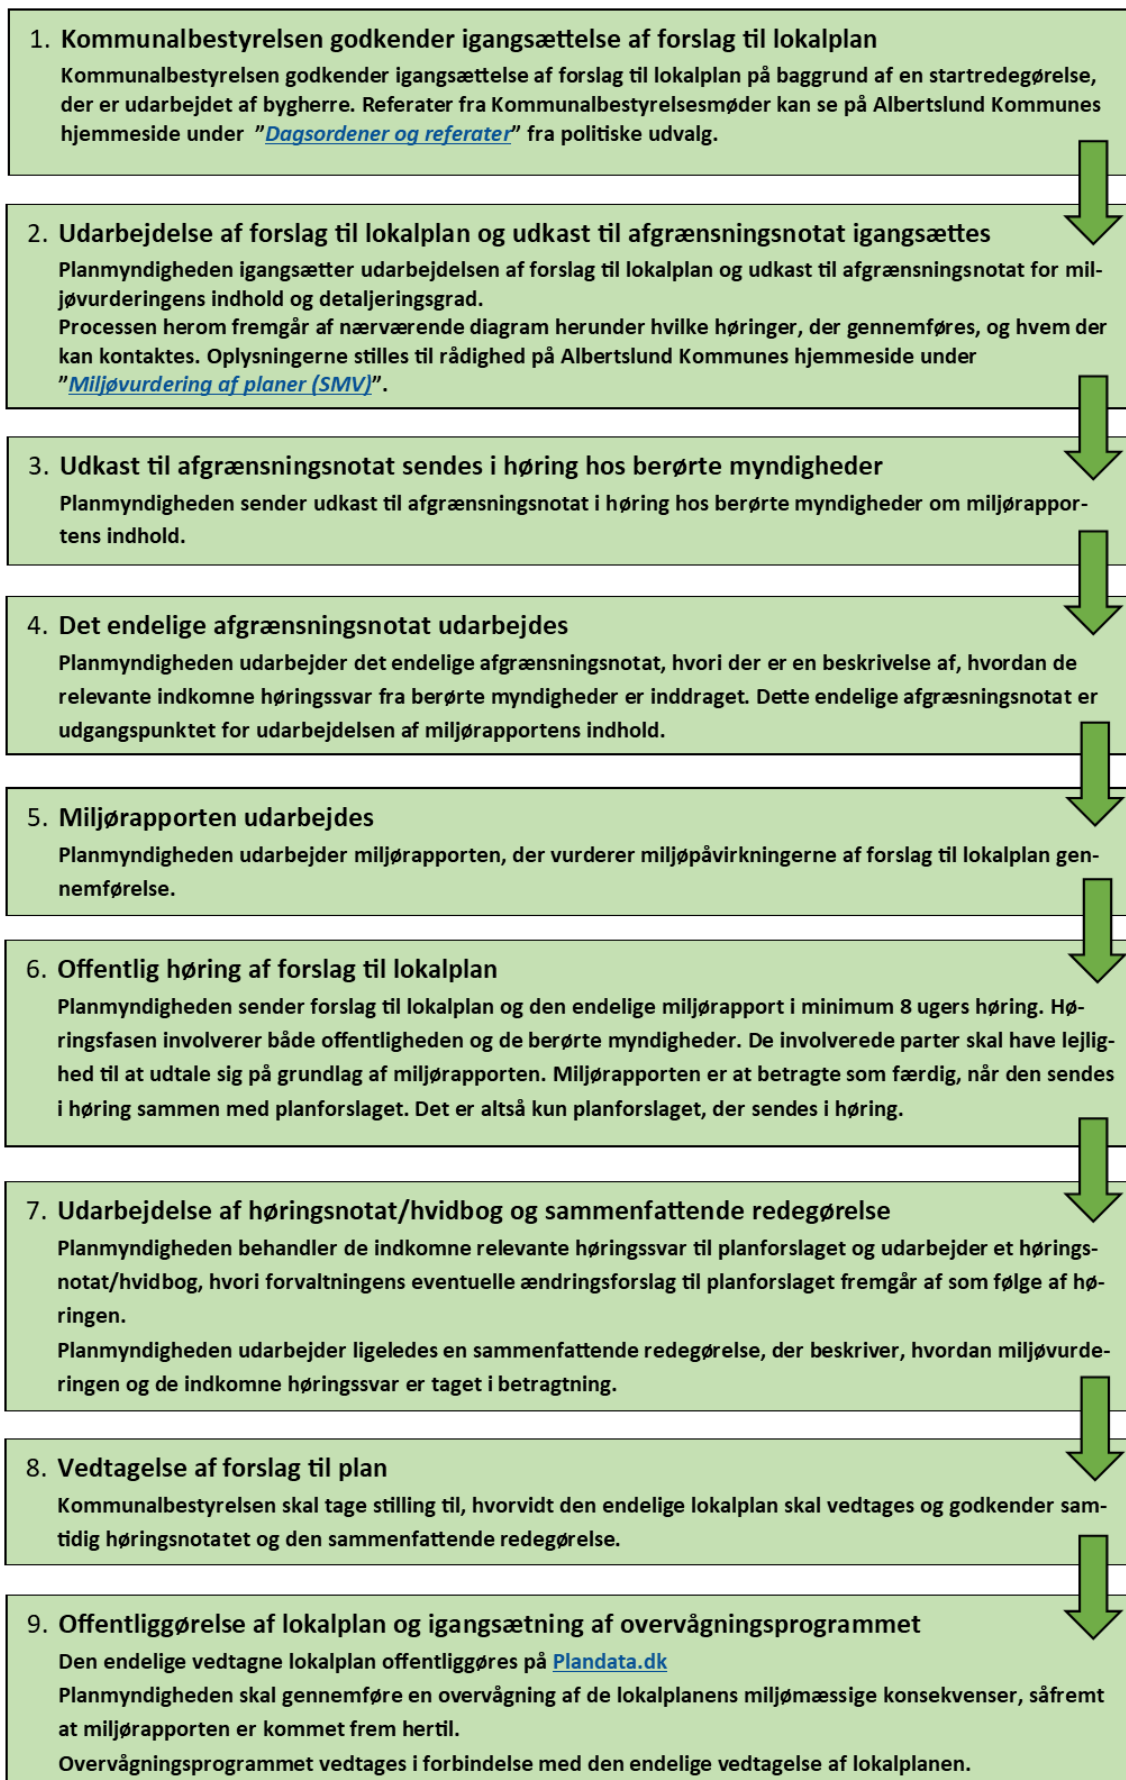 1. Kommunalbestyrelsen godkender igangsættelse af forslag til lokalplan
Kommunalbestyrelsen godkender igangsættelse af forslag til lokalplan på baggrund af en startredegørelse,
der er udarbejdet af bygherre. Referater fra Kommunalbestyrelsesmøder kan se på Albertslund Kommunes
hjemmeside under ”Dagsordener og referater” fra politiske udvalg.
2. Udarbejdelse af forslag til lokalplan og udkast til afgrænsningsnotat igangsættes
Planmyndigheden igangsætter udarbejdelsen af forslag til lokalplan og udkast til afgrænsningsnotat for mil-
jøvurderingens indhold og detaljeringsgrad.
Processen herom fremgår af nærværende diagram herunder hvilke høringer, der gennemføres, og hvem der
kan kontaktes. Oplysningerne stilles til rådighed på Albertslund Kommunes hjemmeside under
”Miljøvurdering af planer (SMV)”.
3. Udkast til afgrænsningsnotat sendes i høring hos berørte myndigheder
Planmyndigheden sender udkast til afgrænsningsnotat i høring hos berørte myndigheder om miljørappor-
tens indhold.
4. Det endelige afgrænsningsnotat udarbejdes
Planmyndigheden udarbejder det endelige afgrænsningsnotat, hvori der er en beskrivelse af, hvordan de
relevante indkomne høringssvar fra berørte myndigheder er inddraget. Dette endelige afgræsningsnotat er
udgangspunktet for udarbejdelsen af miljørapportens indhold.
5. Miljørapporten udarbejdes
Planmyndigheden udarbejder miljørapporten, der vurderer miljøpåvirkningerne af forslag til lokalplan gen-
nemførelse.
6. Offentlig høring af forslag til lokalplan
Planmyndigheden sender forslag til lokalplan og den endelige miljørapport i minimum 8 ugers høring. Hø-
ringsfasen involverer både offentligheden og de berørte myndigheder. De involverede parter skal have lejlig-
hed til at udtale sig på grundlag af miljørapporten. Miljørapporten er at betragte som færdig, når den sendes
i høring sammen med planforslaget. Det er altså kun planforslaget, der sendes i høring.
7. Udarbejdelse af høringsnotat/hvidbog og sammenfattende redegørelse
Planmyndigheden behandler de indkomne relevante høringssvar til planforslaget og udarbejder et hørings-
notat/hvidbog, hvori forvaltningens eventuelle ændringsforslag til planforslaget fremgår af som følge af hø-
ringen.
Planmyndigheden udarbejder ligeledes en sammenfattende redegørelse, der beskriver, hvordan miljøvurde-
ringen og de indkomne høringssvar er taget i betragtning.
8. Vedtagelse af forslag til plan
Kommunalbestyrelsen skal tage stilling til, hvorvidt den endelige lokalplan skal vedtages og godkender sam-
tidig høringsnotatet og den sammenfattende redegørelse.
9. Offentliggørelse af lokalplan og igangsætning af overvågningsprogrammet
Den endelige vedtagne lokalplan offentliggøres på Plandata.dk
Planmyndigheden skal gennemføre en overvågning af de lokalplanens miljømæssige konsekvenser, såfremt
at miljørapporten er kommet frem hertil.
Overvågningsprogrammet vedtages i forbindelse med den endelige vedtagelse af lokalplanen.